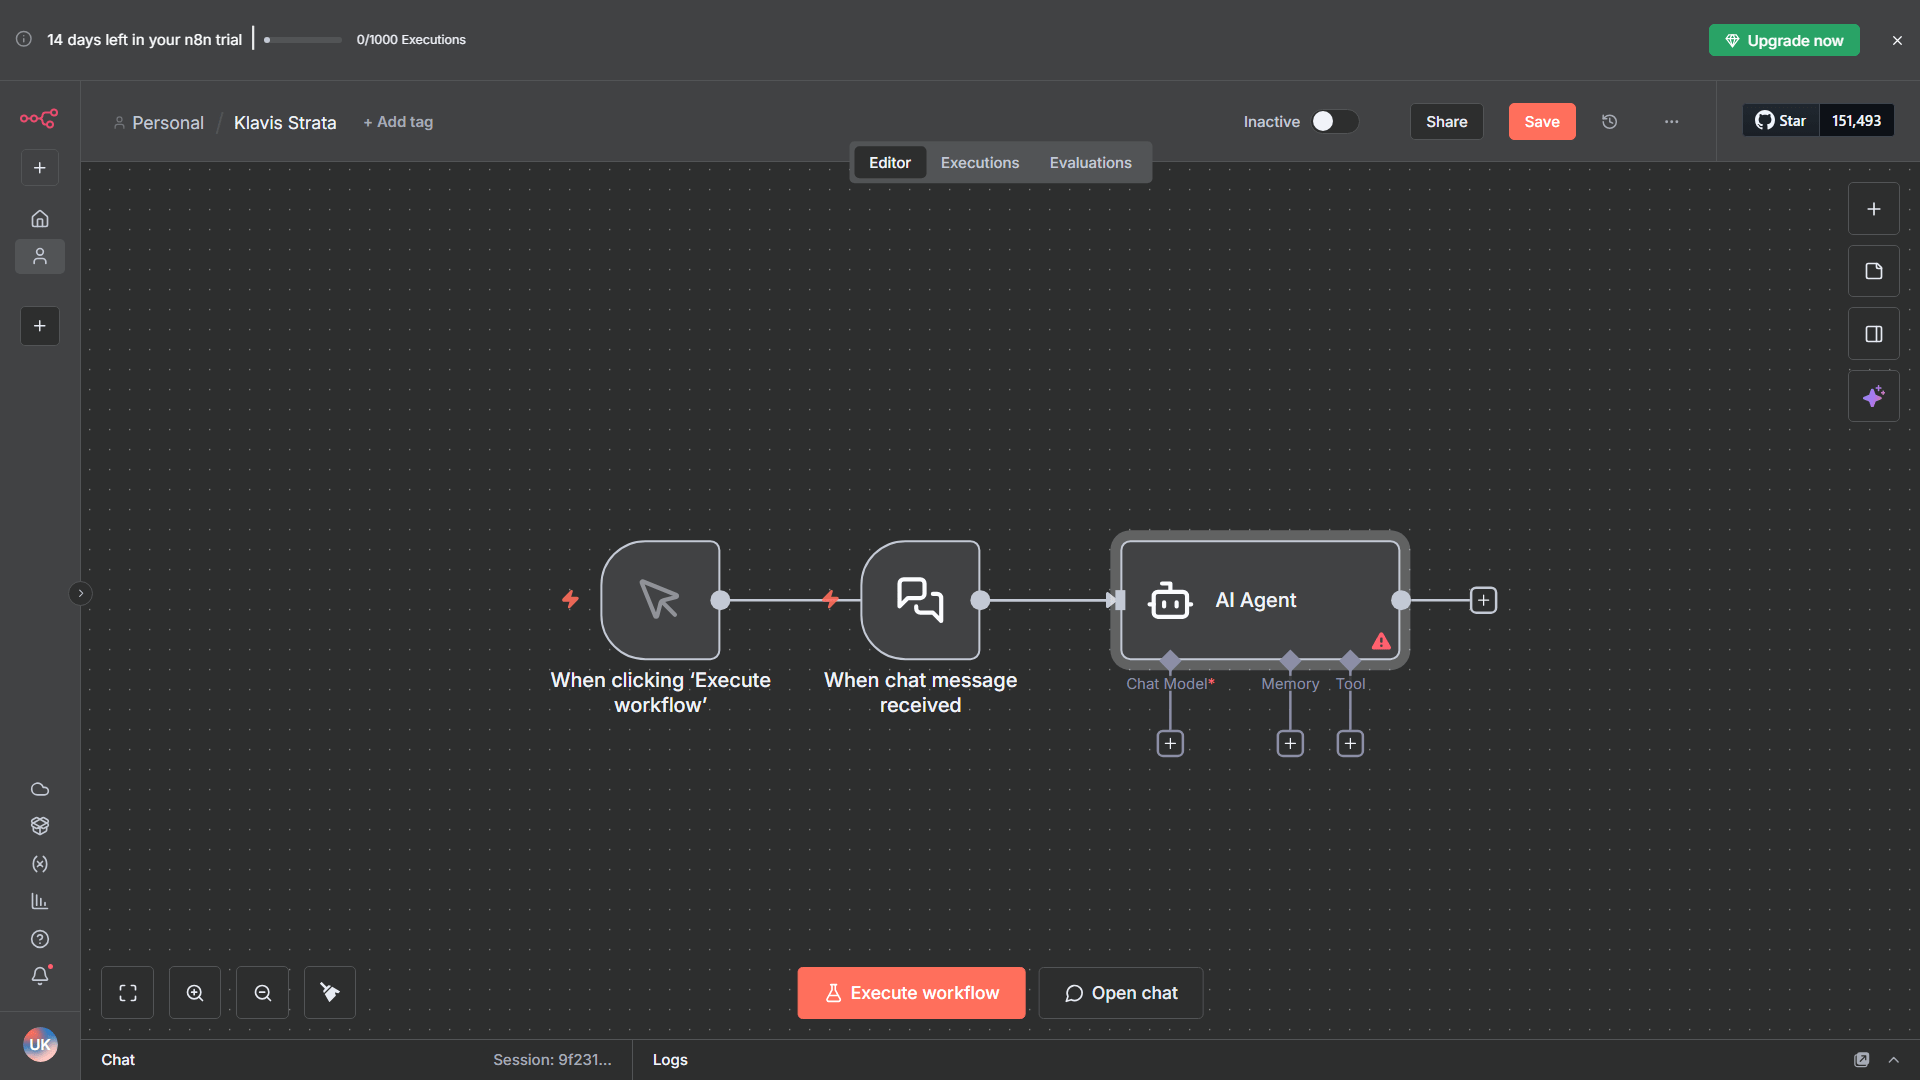 14 days left in your n8n trial
0/1000 Executions
Upgrade now
Personal / Klavis Strata
+ Add tag
Inactive
Share
Save
Star
151,493
Editor
Executions
Evaluations
AI Agent
When clicking ‘Execute
workflow’
When chat message
received
Chat Model*
Memory
Tool
Execute workflow
Open chat
UK
Chat
Session: 9f231...
Logs